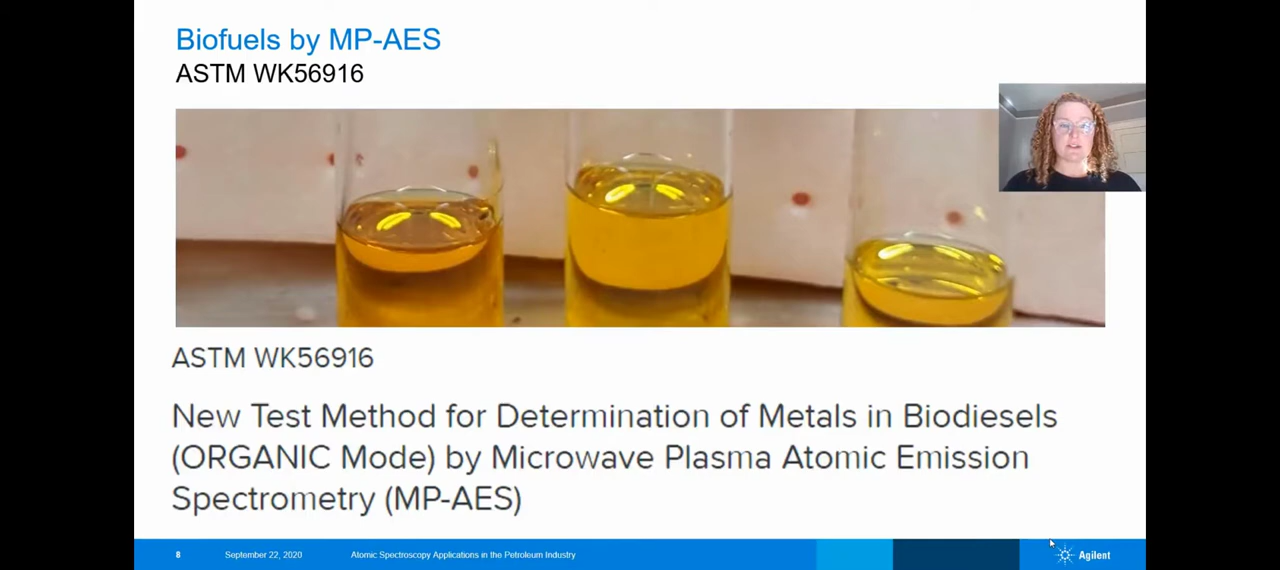 Biofuels by MP-AES
ASTM WK56916
ASTM WK56916
New Test Method for Determination of Metals in Biodiesels
(ORGANIC Mode) by Microwave Plasma Atomic Emission
Spectrometry (MP-AES)
8 September 22, 2020 Atomic Spectroscopy Applications in the Petroleum Industry Agilent